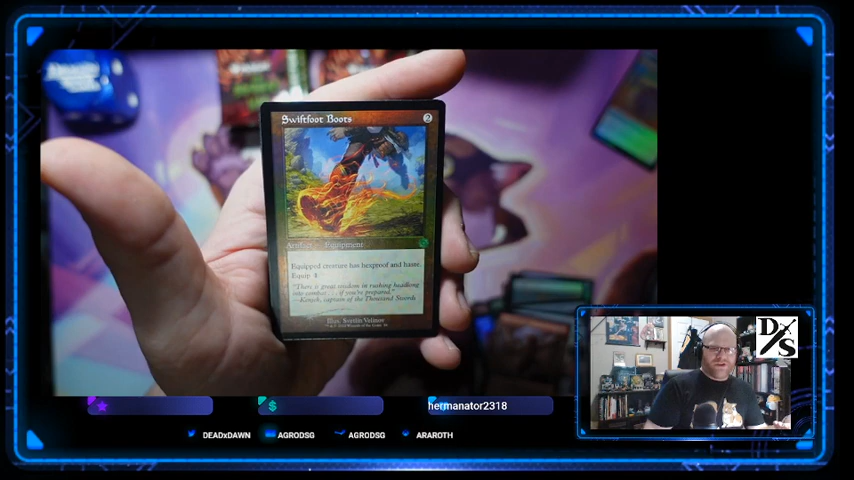 Swiftfoot Boots 2
Artifact Equipment
Equipped creature has hexproof and haste.
Equip 1
"There is great wisdom in rushing headlong
into combat . . . if you're prepared."
—Kenah, captain of the Thousand Swords
Illus. Svetlin Velinov
D S
hermanator2318
DEADxDAWN AGRODSG AGRODSG ARAROTH